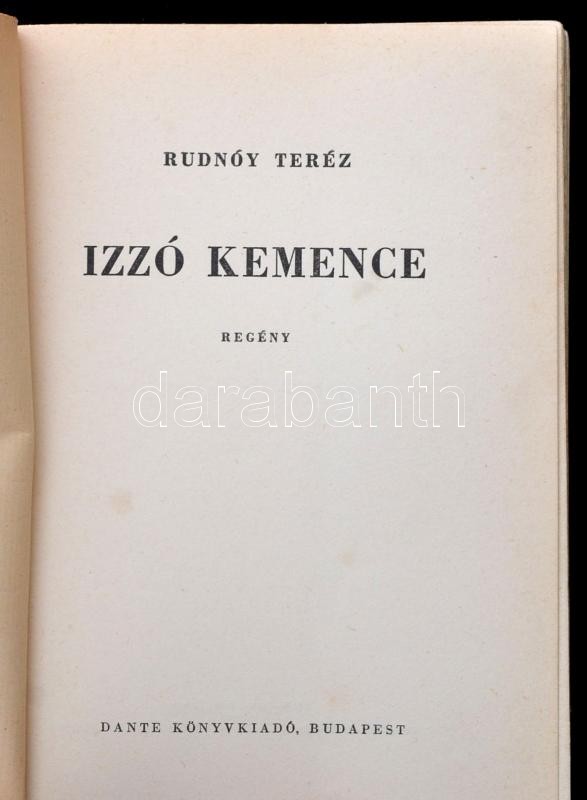 RUDNÓY TERÉZ
IZZÓ KEMENCE
REGÉNY
darabanth
DANTE KÖNYVKIADÓ, BUDAPEST